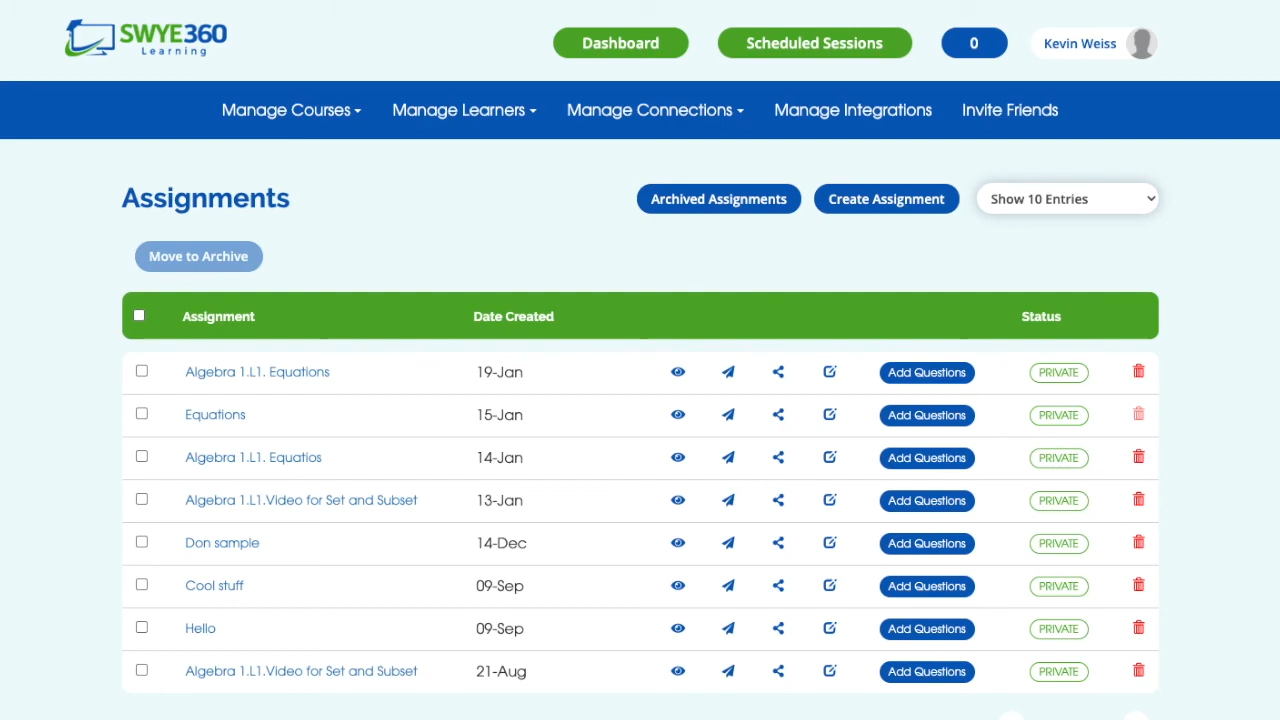 SWYE360
Learning
Dashboard
Scheduled Sessions
0
Kevin Weiss
Manage Courses
Manage Learners
Manage Connections
Manage Integrations
Invite Friends
Assignments
Archived Assignments
Create Assignment
Show 10 Entries
Move to Archive
Assignment Date Created Status
Algebra 1.L1. Equations 19-Jan Add Questions PRIVATE
Equations 15-Jan Add Questions PRIVATE
Algebra 1.L1. Equatios 14-Jan Add Questions PRIVATE
Algebra 1.L1.Video for Set and Subset 13-Jan Add Questions PRIVATE
Don sample 14-Dec Add Questions PRIVATE
Cool stuff 09-Sep Add Questions PRIVATE
Hello 09-Sep Add Questions PRIVATE
Algebra 1.L1.Video for Set and Subset 21-Aug Add Questions PRIVATE